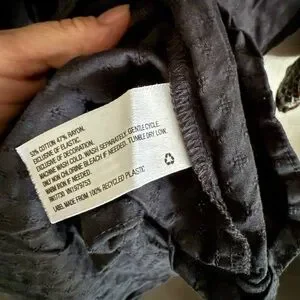 53% COTTON 47% RAYON.
EXCLUSIVE OF ELASTIC.
EXCLUSIVE OF DECORATION.
MACHINE WASH COLD. WASH SEPARATELY. GENTLE CYCLE.
ONLY NON CHLORINE BLEACH IF NEEDED. TUMBLE DRY LOW.
WARM IRON IF NEEDED.
LABEL MADE FROM 100% RECYCLED PLASTIC